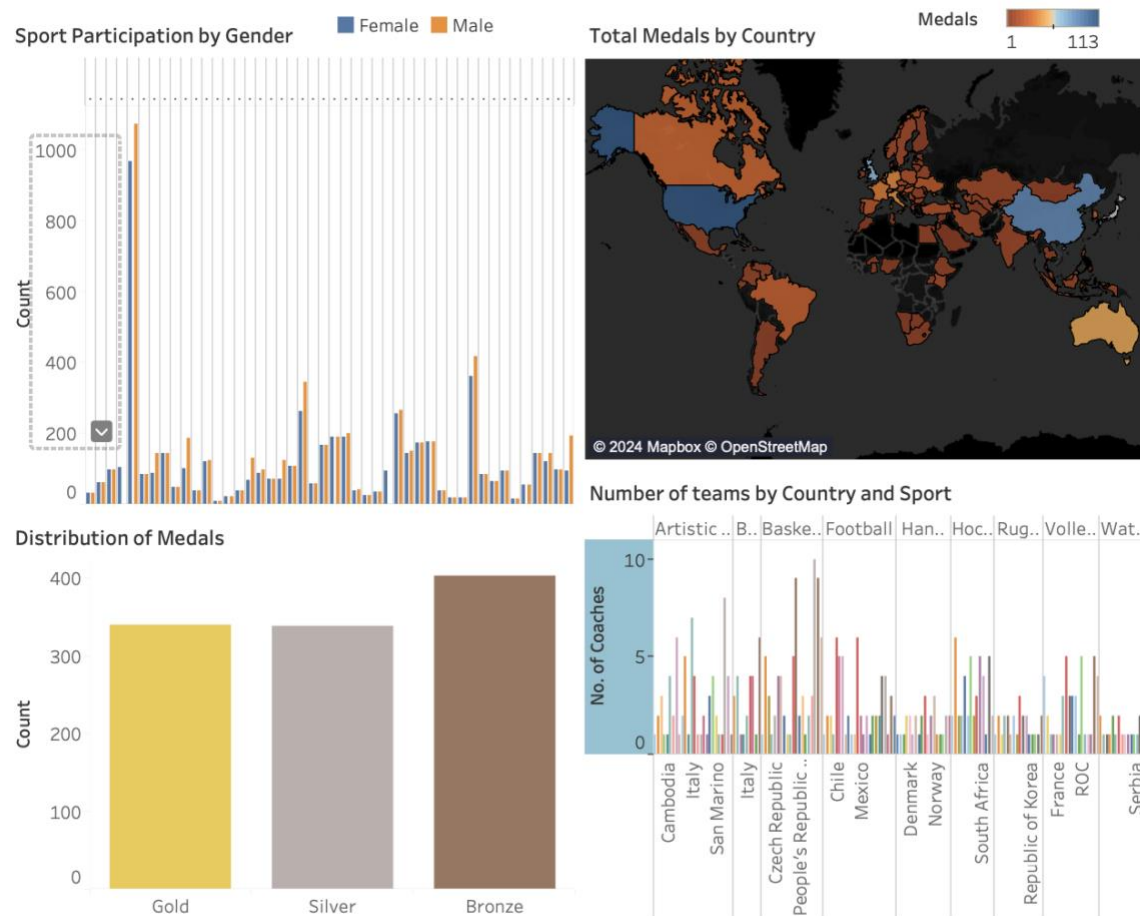 Sport Participation by Gender
Female
Male
Count
1000
800
600
400
200
0
Total Medals by Country
Medals
1
113
© 2024 Mapbox © OpenStreetMap
Distribution of Medals
Count
400
300
200
100
0
Gold
Silver
Bronze
Number of teams by Country and Sport
Artistic ..
B..
Baske..
Football
Han..
Hoc..
Rug..
Volle..
Wat..
No. of Coaches
10
5
0
Cambodia
Italy
San Marino
Italy
Czech Republic
People's Republic ..
Chile
Mexico
Denmark
Norway
South Africa
Republic of Korea
France
ROC
Serbia